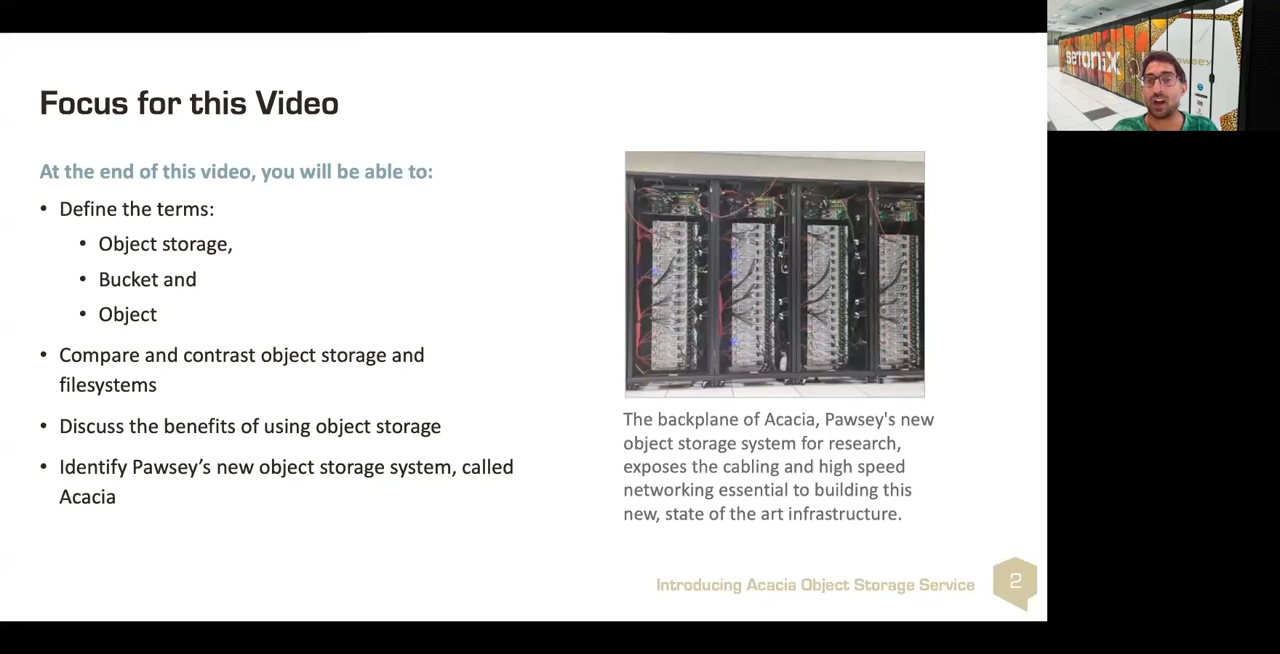 Focus for this Video
At the end of this video, you will be able to:
• Define the terms:
• Object storage,
• Bucket and
• Object
• Compare and contrast object storage and
filesystems
• Discuss the benefits of using object storage
• Identify Pawsey’s new object storage system, called
Acacia
The backplane of Acacia, Pawsey's new
object storage system for research,
exposes the cabling and high speed
networking essential to building this
new, state of the art infrastructure.
Introducing Acacia Object Storage Service
2
setonix
pawsey